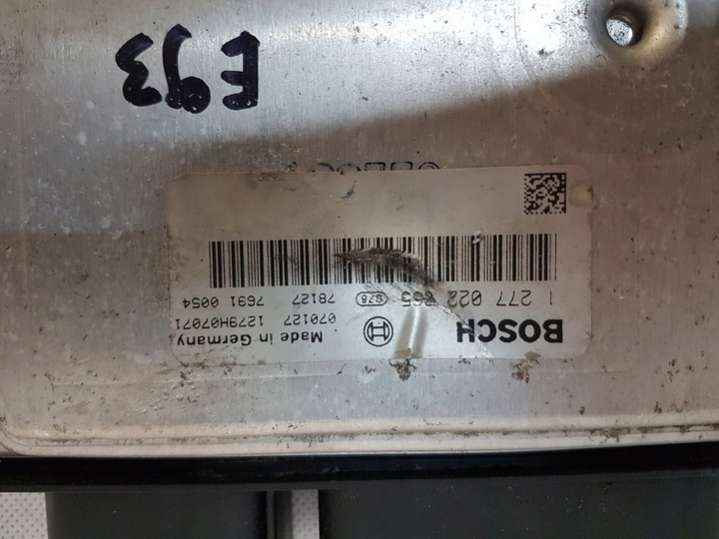 BOSCH Made in Germany
070127 1279H07071
1 277 022 78127 7691 0054
E93